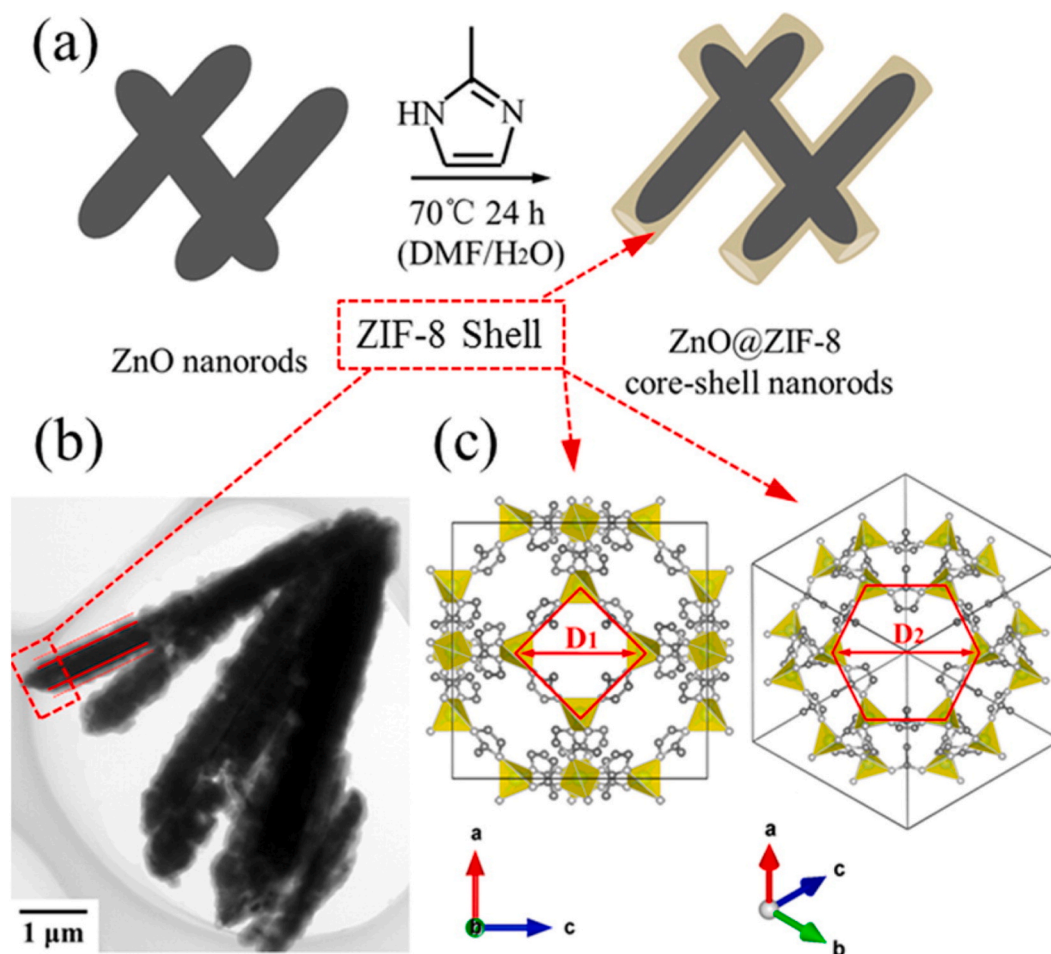 (a)
HN
N
70℃ 24 h
(DMF/H2O)
ZnO nanorods
ZIF-8 Shell
ZnO@ZIF-8
core-shell nanorods
(b)
1 μm
(c)
D1
D2
a
b
c
a
c
b